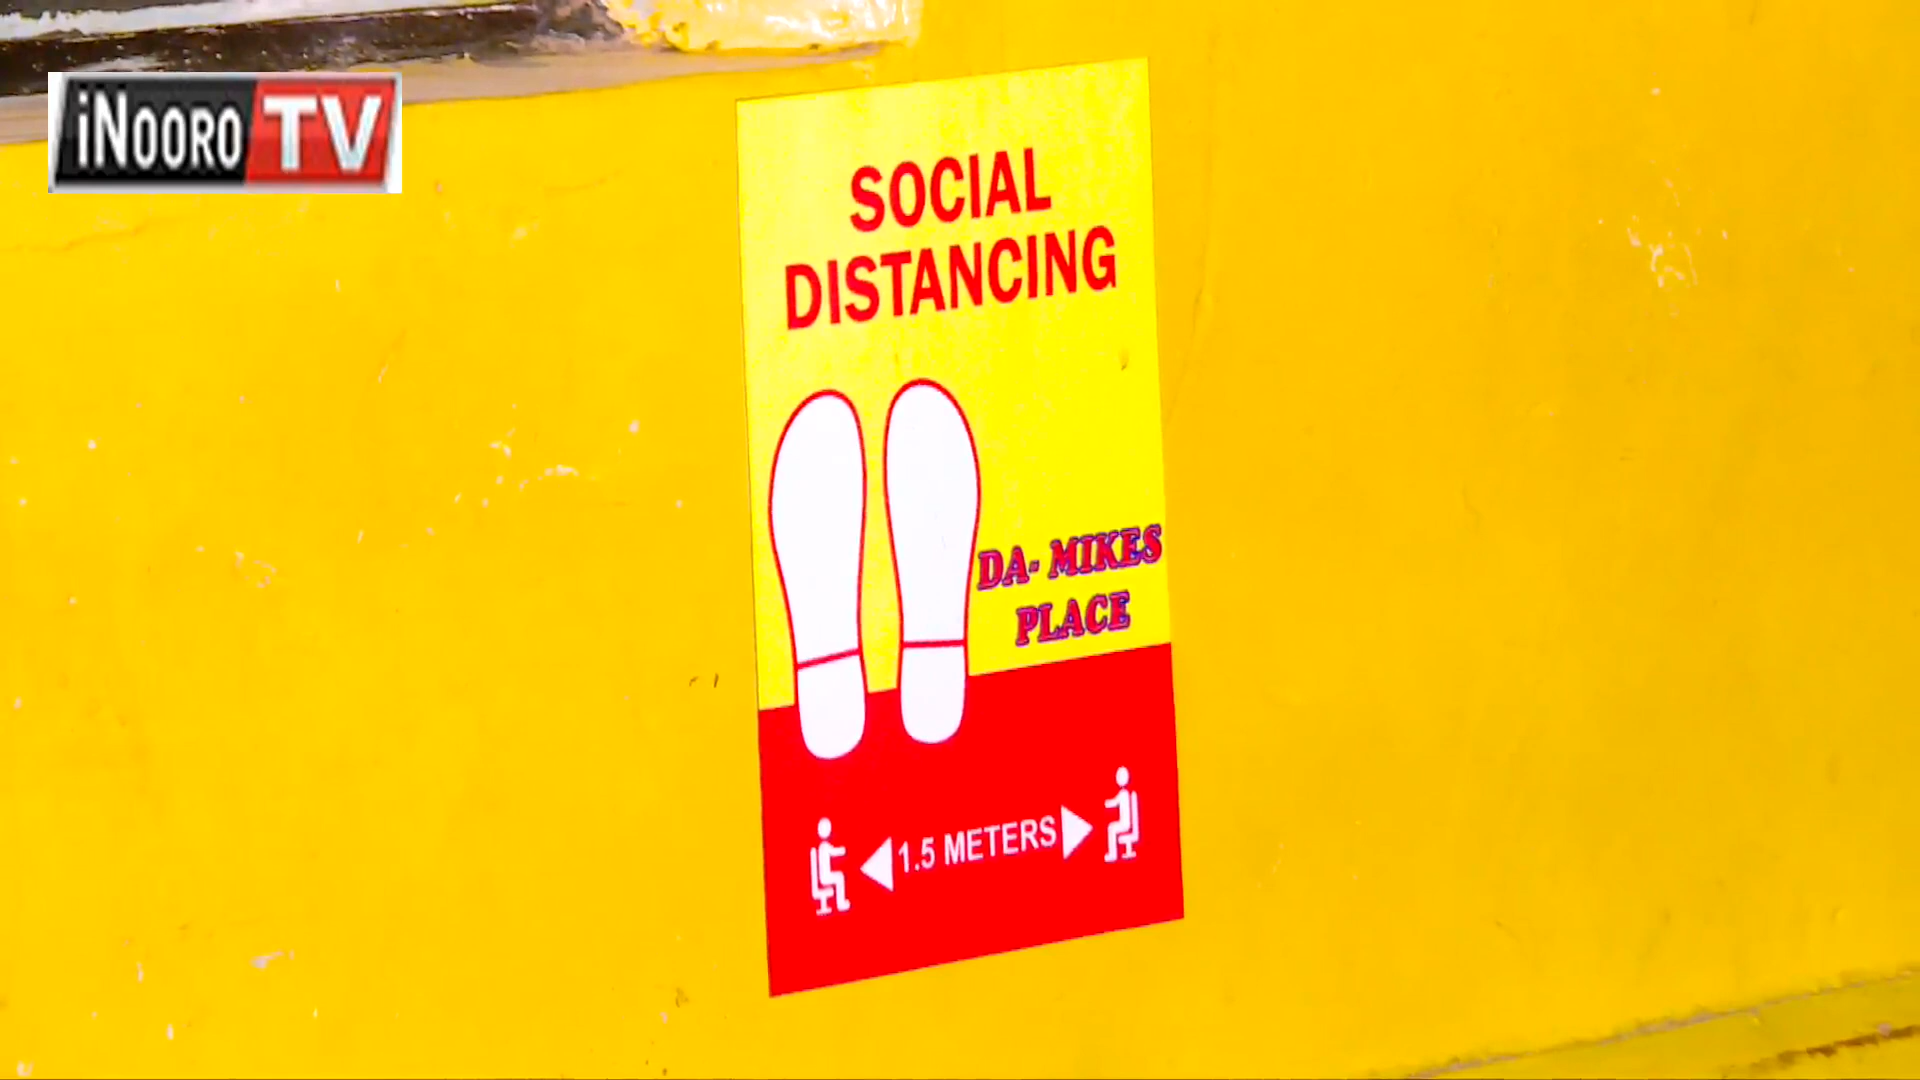 iNOORO TV
SOCIAL
DISTANCING
DA- MIKES
PLACE
1.5 METERS